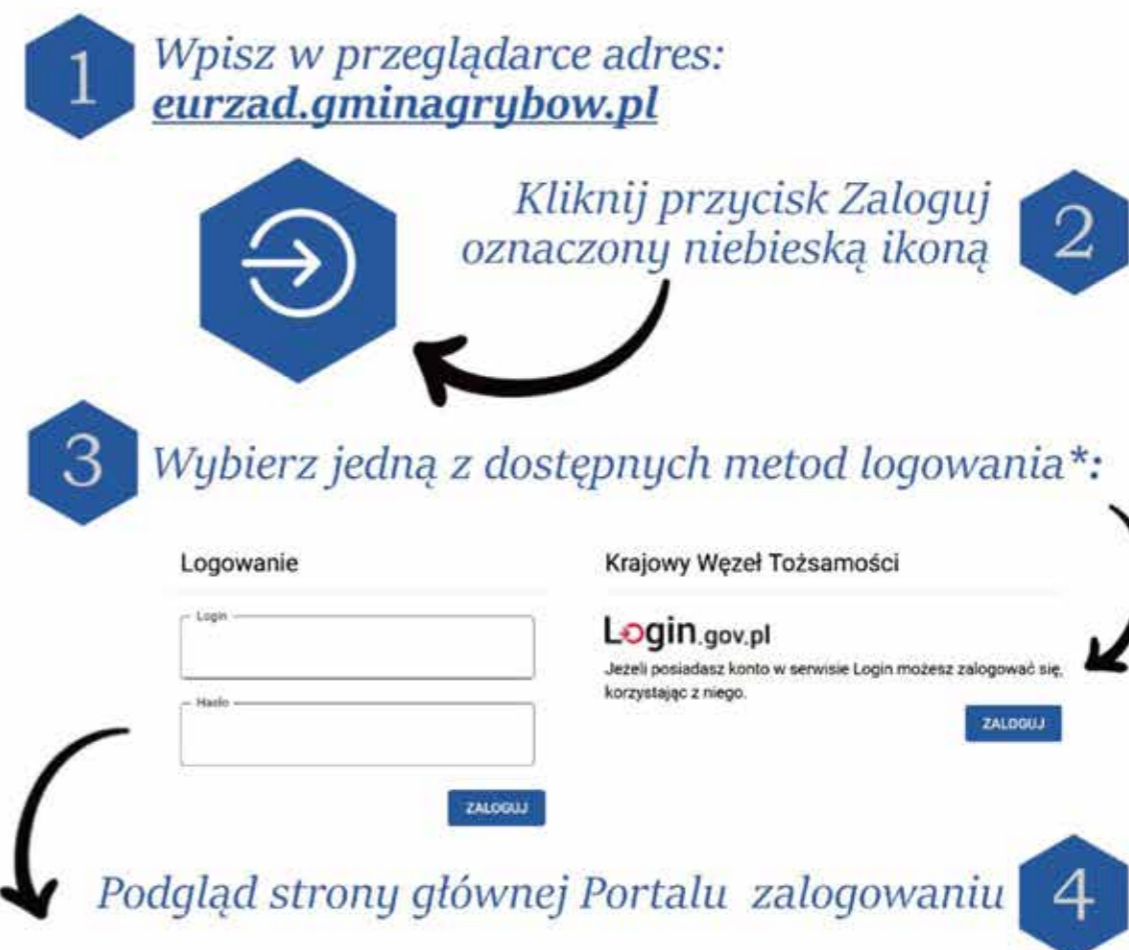 1
Wpisz w przeglądarce adres:
eurzad.gminagrybow.pl
Kliknij przycisk Zaloguj
oznaczony niebieską ikoną
2
3
Wybierz jedną z dostępnych metod logowania*:
Logowanie
Login
Hasło
ZALOGUJ
Krajowy Węzeł Tożsamości
Login.gov.pl
Jeżeli posiadasz konto w serwisie Login możesz zalogować się,
korzystając z niego.
ZALOGUJ
Podgląd strony głównej Portalu zalogowaniu
4